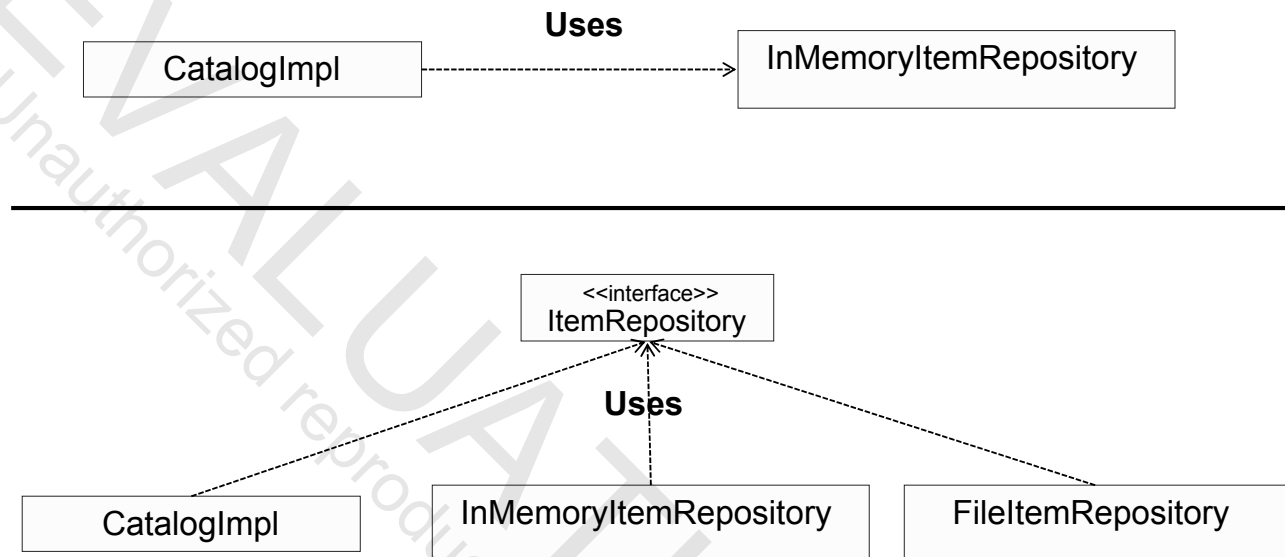 Uses
CatalogImpl
InMemoryItemRepository
<<interface>>
ItemRepository
Uses
CatalogImpl
InMemoryItemRepository
FileItemRepository